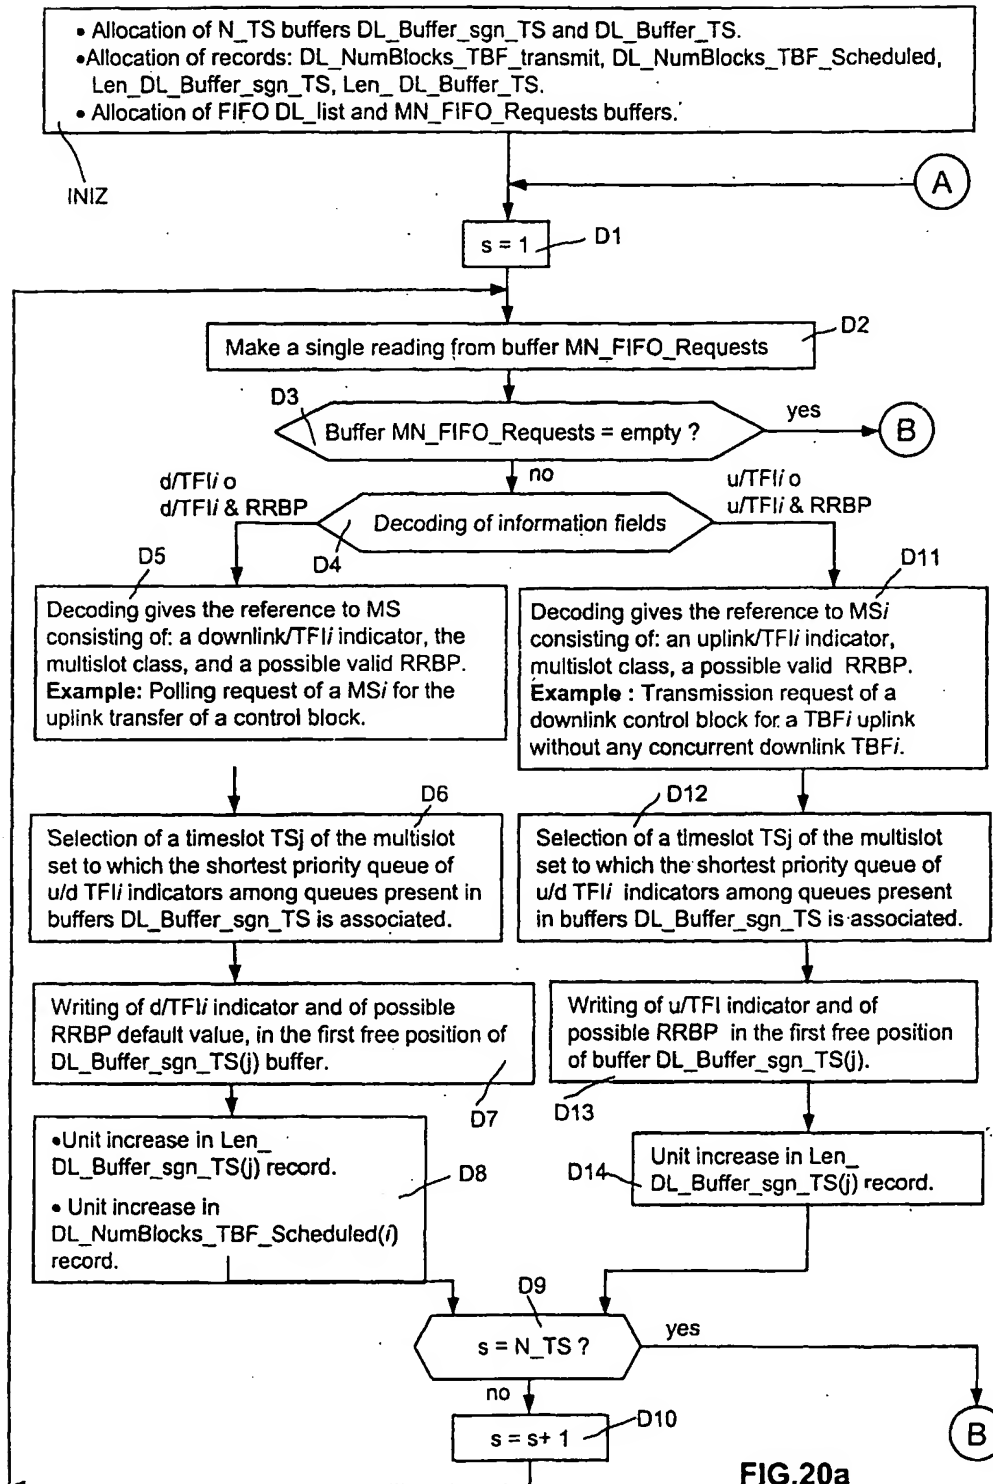 • Allocation of N_TS buffers DL_Buffer_sgn_TS and DL_Buffer_TS.
•Allocation of records: DL_NumBlocks_TBF_transmit, DL_NumBlocks_TBF_Scheduled,
Len_DL_Buffer_sgn_TS, Len_ DL_Buffer_TS.
• Allocation of FIFO DL_list and MN_FIFO_Requests buffers.
INIZ
A
s = 1
D1
Make a single reading from buffer MN_FIFO_Requests
D2
D3
Buffer MN_FIFO_Requests = empty ?
yes
B
no
d/TFIi o
d/TFIi & RRBP
u/TFIi o
u/TFIi & RRBP
Decoding of information fields
D4
D5
Decoding gives the reference to MS
consisting of: a downlink/TFIi indicator, the
multislot class, and a possible valid RRBP.
Example: Polling request of a MSi for the
uplink transfer of a control block.
D11
Decoding gives the reference to MSi
consisting of: an uplink/TFIi indicator,
multislot class, a possible valid RRBP.
Example : Transmission request of a
downlink control block for a TBFi uplink
without any concurrent downlink TBFi.
D6
Selection of a timeslot TSj of the multislot
set to which the shortest priority queue of
u/d TFIi indicators among queues present in
buffers DL_Buffer_sgn_TS is associated.
D12
Selection of a timeslot TSj of the multislot
set to which the shortest priority queue of
u/d TFIi indicators among queues present
in buffers DL_Buffer_sgn_TS is associated.
Writing of d/TFIi indicator and of possible
RRBP default value, in the first free position of
DL_Buffer_sgn_TS(j) buffer.
D7
Writing of u/TFI indicator and of
possible RRBP in the first free position
of buffer DL_Buffer_sgn_TS(j).
D13
•Unit increase in Len_
DL_Buffer_sgn_TS(j) record.
• Unit increase in
DL_NumBlocks_TBF_Scheduled(i)
record.
D8
D14
Unit increase in Len_
DL_Buffer_sgn_TS(j) record.
D9
s = N_TS ?
yes
no
B
s = s+ 1
D10
FIG.20a